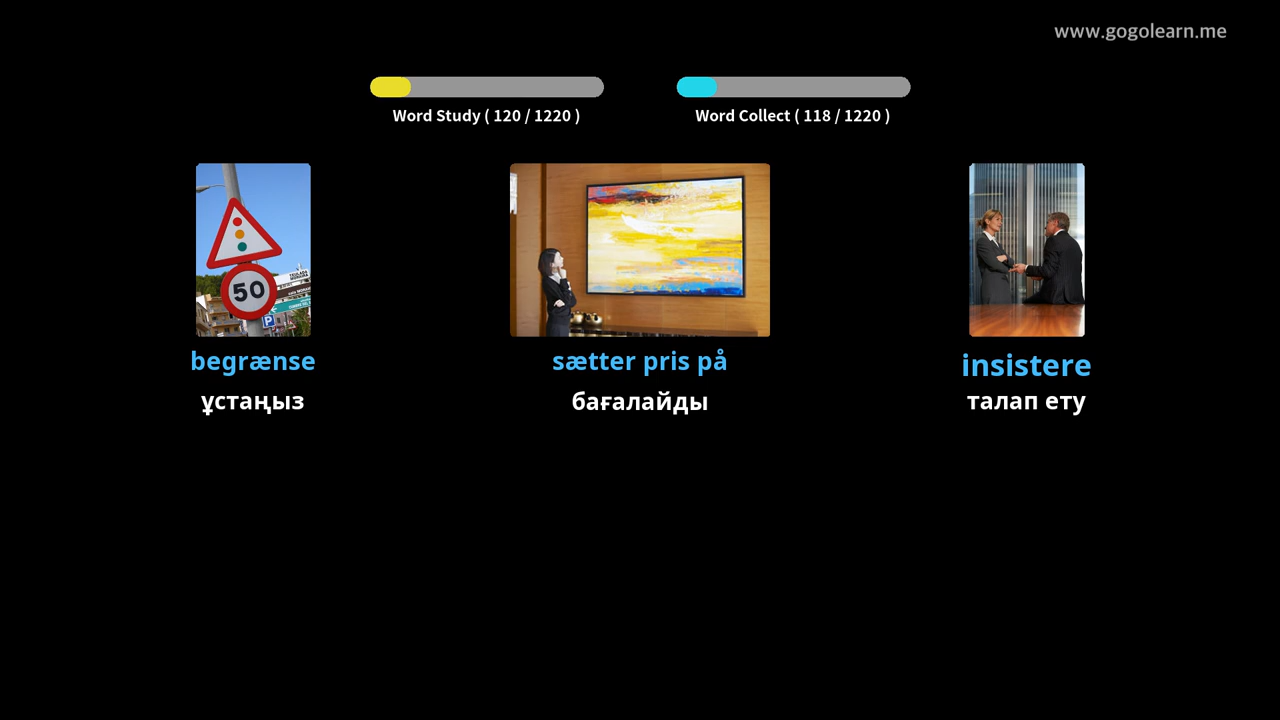 www.gogolearn.me
Word Study ( 120 / 1220 )
Word Collect ( 118 / 1220 )
50
P
begrænse
sætter pris på
insistere
ұстаңыз
бағалайды
талап ету